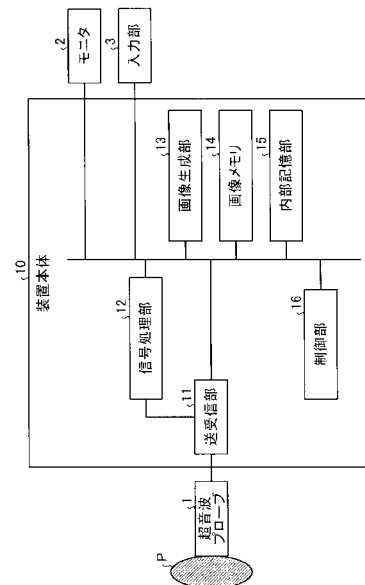 P
1
超音波
プローブ
10
装置本体
11
送受信部
12
信号処理部
13
画像生成部
14
画像メモリ
15
内部記憶部
16
制御部
2
モニタ
3
入力部